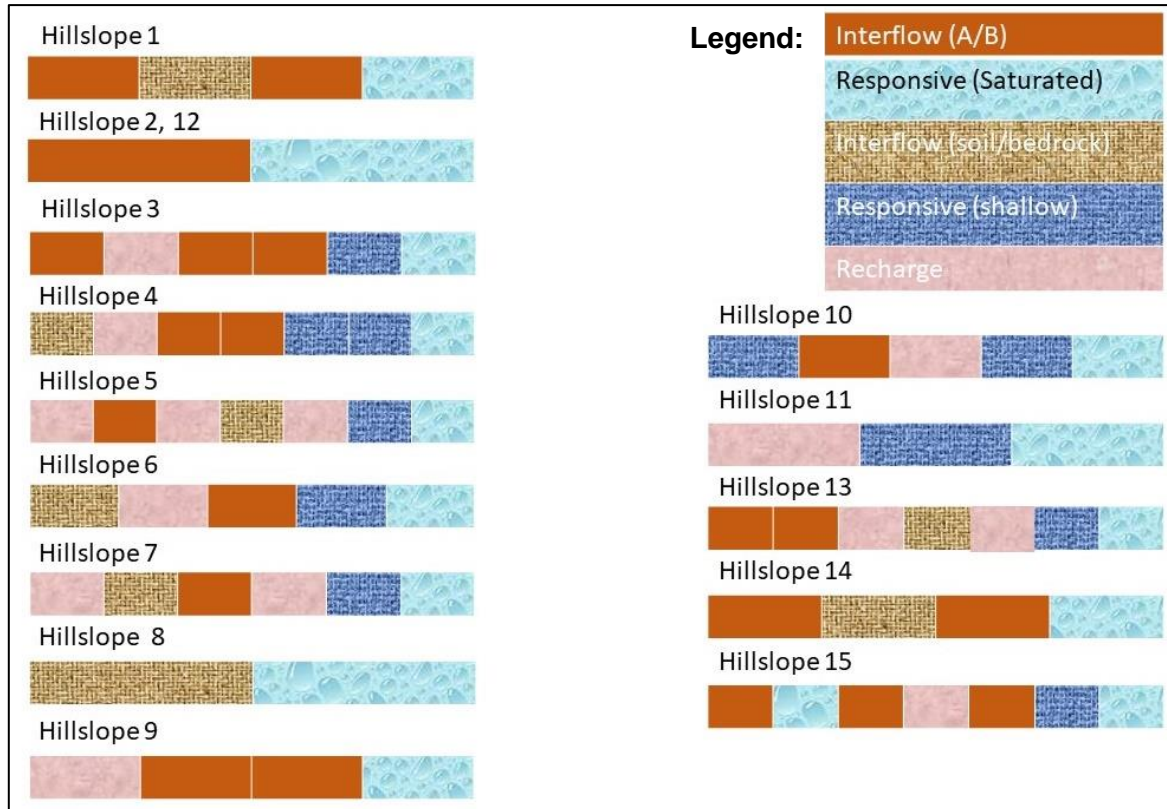 Hillslope 1
Hillslope 2, 12
Hillslope 3
Hillslope 4
Hillslope 5
Hillslope 6
Hillslope 7
Hillslope 8
Hillslope 9
Legend:
Interflow (A/B)
Responsive (Saturated)
Interflow (soil/bedrock)
Responsive (shallow)
Recharge
Hillslope 10
Hillslope 11
Hillslope 13
Hillslope 14
Hillslope 15